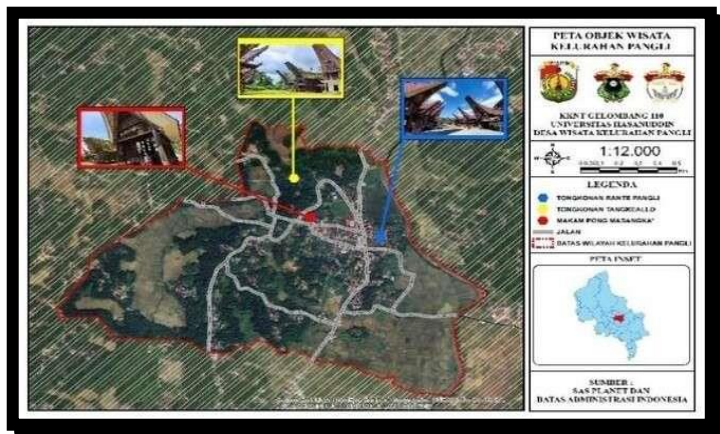 PETA OBJEK WISATA
KELURAHAN PANGLI
KKNT GELOMBANG 110
UNIVERSITAS HASANUDDIN
DESA WISATA KELURAHAN PANGLI
1:12.000
LEGENDA
TONGKONAN RANTE PANGLI
TONGKONAN TANGKEALLO
MAKAM PONG MASANGKA'
JALAN
BATAS WILAYAH KELURAHAN PANGLI
PETA INSET
SUMBER :
SAS PLANET DAN
BATAS ADMINISTRASI INDONESIA